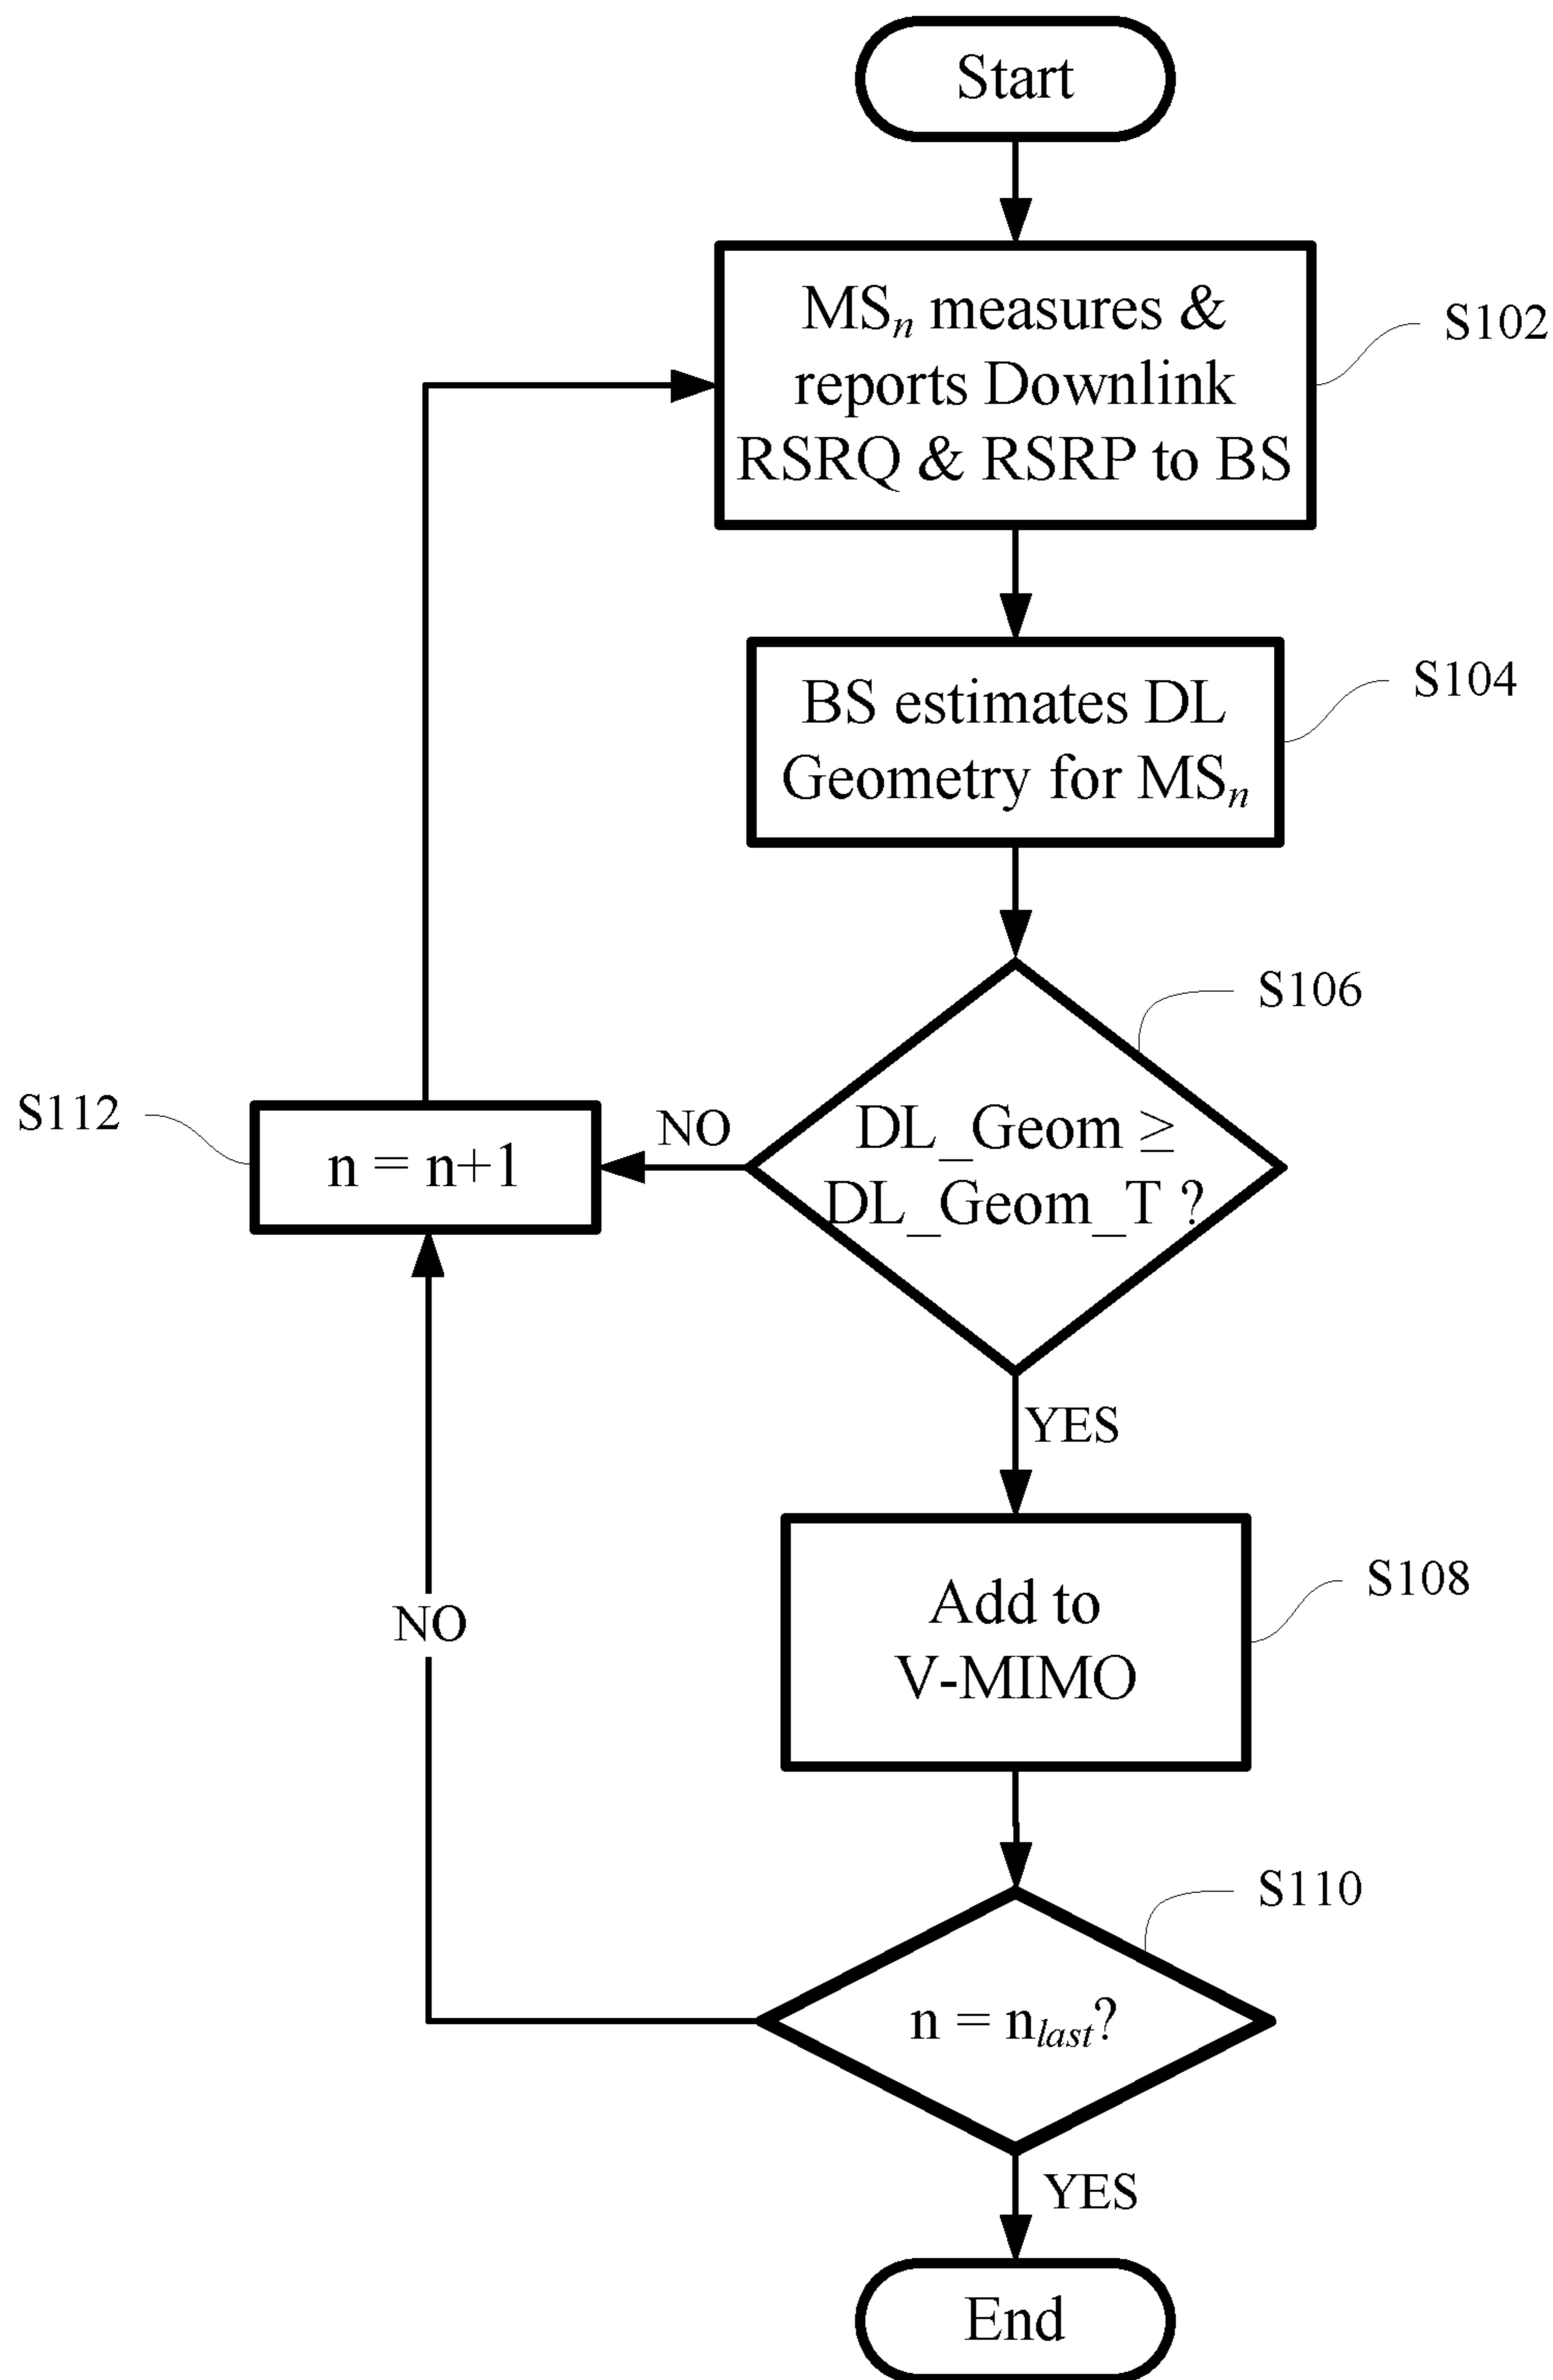 Start
MSn measures &
reports Downlink
RSRQ & RSRP to BS
S102
BS estimates DL
Geometry for MSn
S104
S106
DL_Geom ≥
DL_Geom_T ?
NO
S112
n = n+1
YES
Add to
V-MIMO
S108
NO
S110
n = nlast?
YES
End